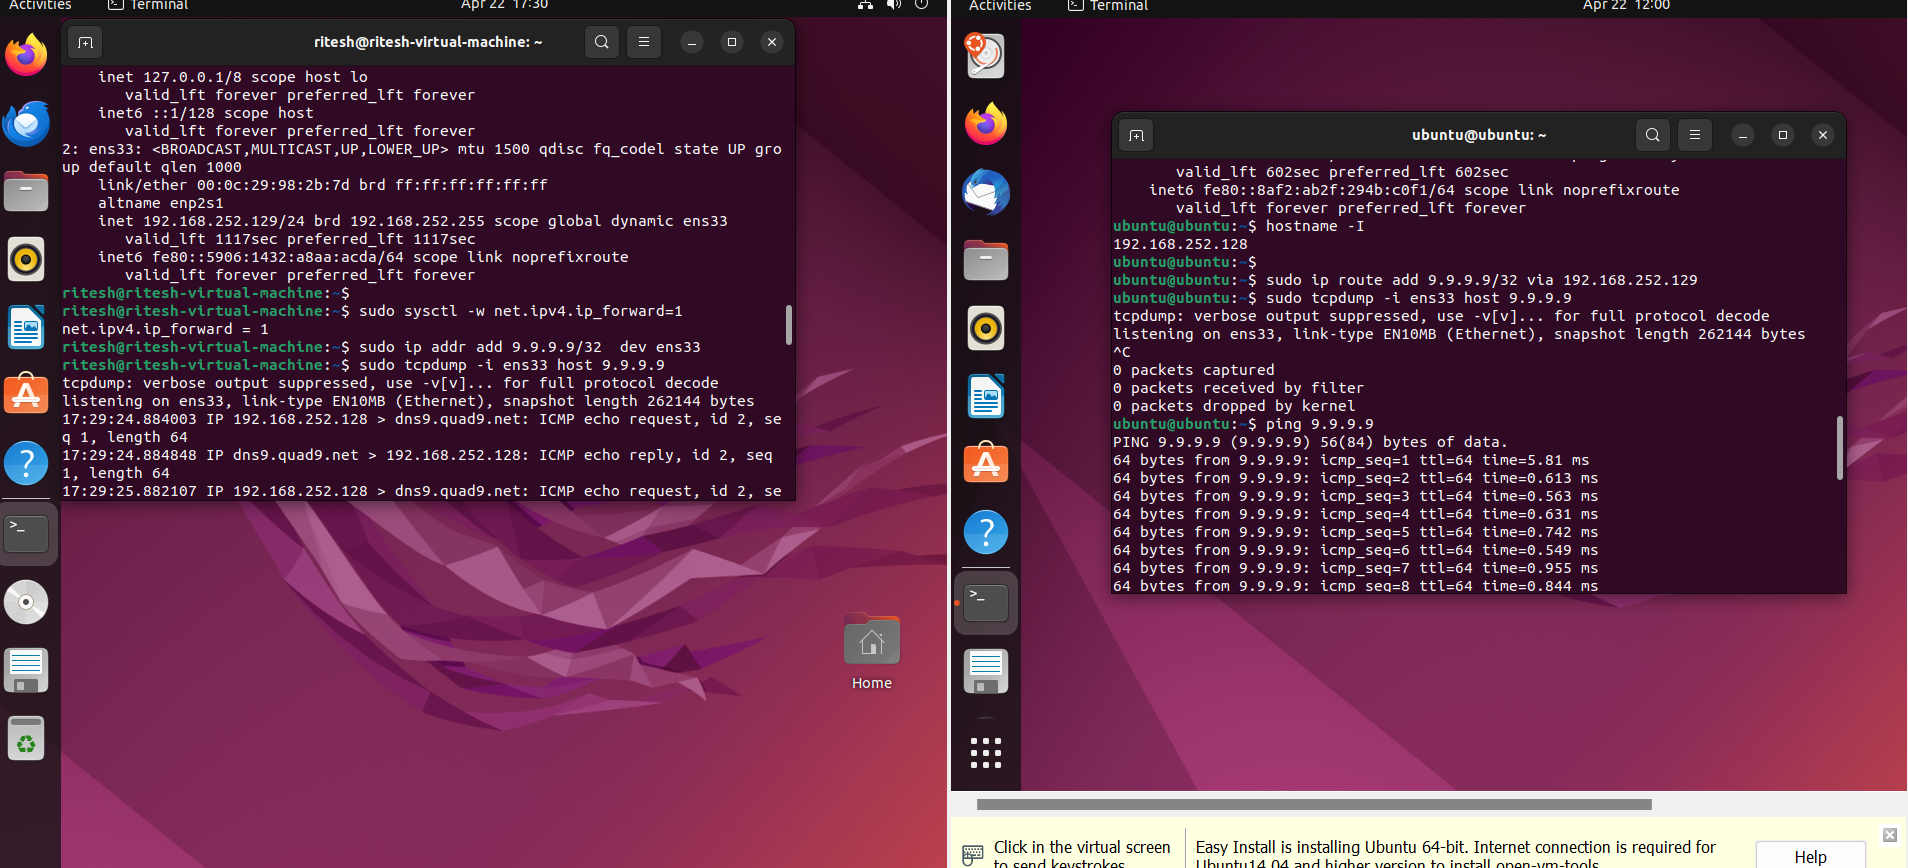 Activities
Terminal
Apr 22 17:30
ritesh@ritesh-virtual-machine: ~
    inet 127.0.0.1/8 scope host lo
       valid_lft forever preferred_lft forever
    inet6 ::1/128 scope host
       valid_lft forever preferred_lft forever
2: ens33: <BROADCAST,MULTICAST,UP,LOWER_UP> mtu 1500 qdisc fq_codel state UP gro
up default qlen 1000
    link/ether 00:0c:29:98:2b:7d brd ff:ff:ff:ff:ff:ff
    altname enp2s1
    inet 192.168.252.129/24 brd 192.168.252.255 scope global dynamic ens33
       valid_lft 1117sec preferred_lft 1117sec
    inet6 fe80::5906:1432:a8aa:acda/64 scope link noprefixroute
       valid_lft forever preferred_lft forever
ritesh@ritesh-virtual-machine:~$
ritesh@ritesh-virtual-machine:~$ sudo sysctl -w net.ipv4.ip_forward=1
net.ipv4.ip_forward = 1
ritesh@ritesh-virtual-machine:~$ sudo ip addr add 9.9.9.9/32  dev ens33
ritesh@ritesh-virtual-machine:~$ sudo tcpdump -i ens33 host 9.9.9.9
tcpdump: verbose output suppressed, use -v[v]... for full protocol decode
listening on ens33, link-type EN10MB (Ethernet), snapshot length 262144 bytes
17:29:24.884003 IP 192.168.252.128 > dns9.quad9.net: ICMP echo request, id 2, se
q 1, length 64
17:29:24.884848 IP dns9.quad9.net > 192.168.252.128: ICMP echo reply, id 2, seq
1, length 64
17:29:25.882107 IP 192.168.252.128 > dns9.quad9.net: ICMP echo request, id 2, se
Home
Activities
Terminal
Apr 22 12:00
ubuntu@ubuntu: ~
       valid_lft 602sec preferred_lft 602sec
    inet6 fe80::8af2:ab2f:294b:c0f1/64 scope link noprefixroute
       valid_lft forever preferred_lft forever
ubuntu@ubuntu:~$ hostname -I
192.168.252.128
ubuntu@ubuntu:~$
ubuntu@ubuntu:~$ sudo ip route add 9.9.9.9/32 via 192.168.252.129
ubuntu@ubuntu:~$ sudo tcpdump -i ens33 host 9.9.9.9
tcpdump: verbose output suppressed, use -v[v]... for full protocol decode
listening on ens33, link-type EN10MB (Ethernet), snapshot length 262144 bytes
^C
0 packets captured
0 packets received by filter
0 packets dropped by kernel
ubuntu@ubuntu:~$ ping 9.9.9.9
PING 9.9.9.9 (9.9.9.9) 56(84) bytes of data.
64 bytes from 9.9.9.9: icmp_seq=1 ttl=64 time=5.81 ms
64 bytes from 9.9.9.9: icmp_seq=2 ttl=64 time=0.613 ms
64 bytes from 9.9.9.9: icmp_seq=3 ttl=64 time=0.563 ms
64 bytes from 9.9.9.9: icmp_seq=4 ttl=64 time=0.631 ms
64 bytes from 9.9.9.9: icmp_seq=5 ttl=64 time=0.742 ms
64 bytes from 9.9.9.9: icmp_seq=6 ttl=64 time=0.549 ms
64 bytes from 9.9.9.9: icmp_seq=7 ttl=64 time=0.955 ms
64 bytes from 9.9.9.9: icmp_seq=8 ttl=64 time=0.844 ms
Click in the virtual screen
to send keystrokes
Easy Install is installing Ubuntu 64-bit. Internet connection is required for
Ubuntu14.04 and higher version to install open-vm-tools
Help